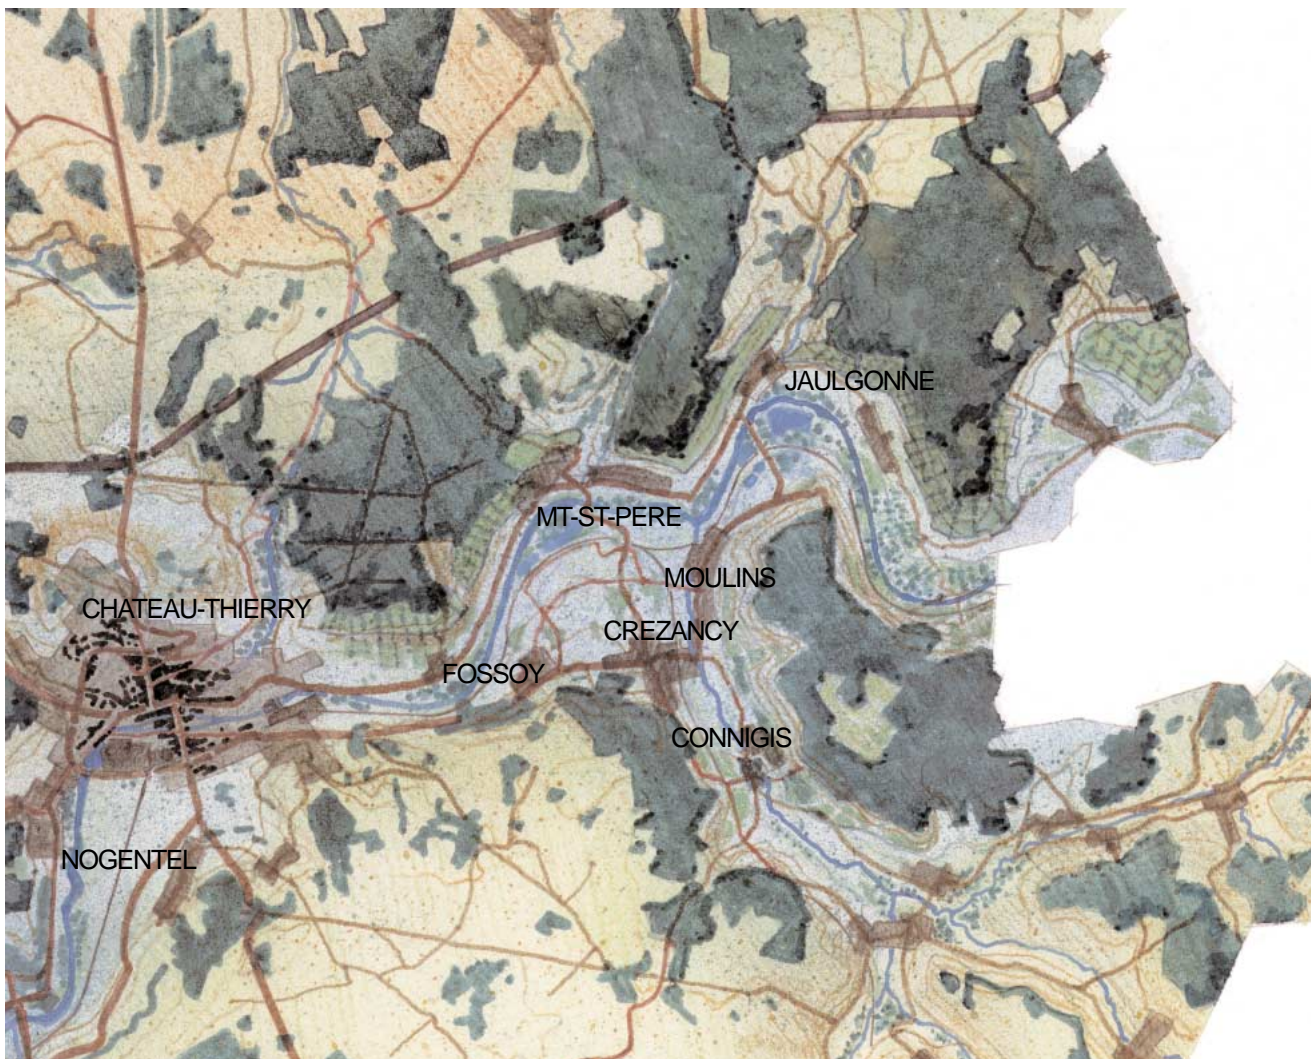 JAULGONNE
MT-ST-PERE
MOULINS
CHATEAU-THIERRY
CREZANCY
FOSSOY
CONNIGIS
NOGENTEL